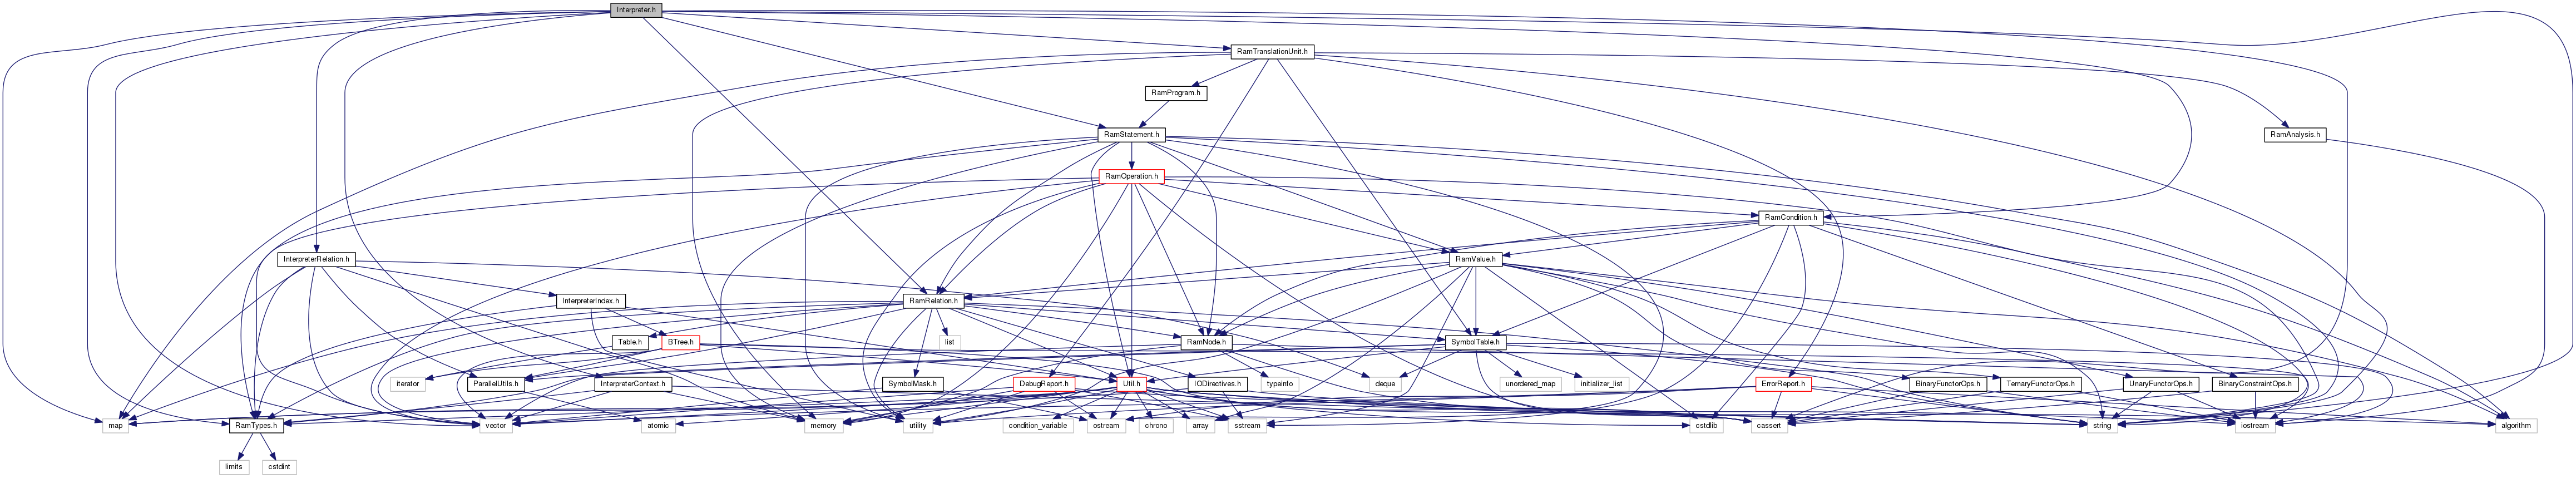 Interpreter.h
RamTranslationUnit.h
RamProgram.h
RamStatement.h
RamAnalysis.h
RamOperation.h
RamCondition.h
InterpreterRelation.h
RamValue.h
InterpreterIndex.h
RamRelation.h
Table.h
BTree.h
list
RamNode.h
SymbolTable.h
iterator
ParallelUtils.h
InterpreterContext.h
SymbolMask.h
DebugReport.h
Util.h
IODirectives.h
typeinfo
deque
unordered_map
initializer_list
ErrorReport.h
BinaryFunctorOps.h
TernaryFunctorOps.h
UnaryFunctorOps.h
BinaryConstraintOps.h
map
RamTypes.h
vector
atomic
memory
utility
condition_variable
ostream
chrono
array
sstream
cstdlib
cassert
string
iostream
algorithm
limits
cstdint